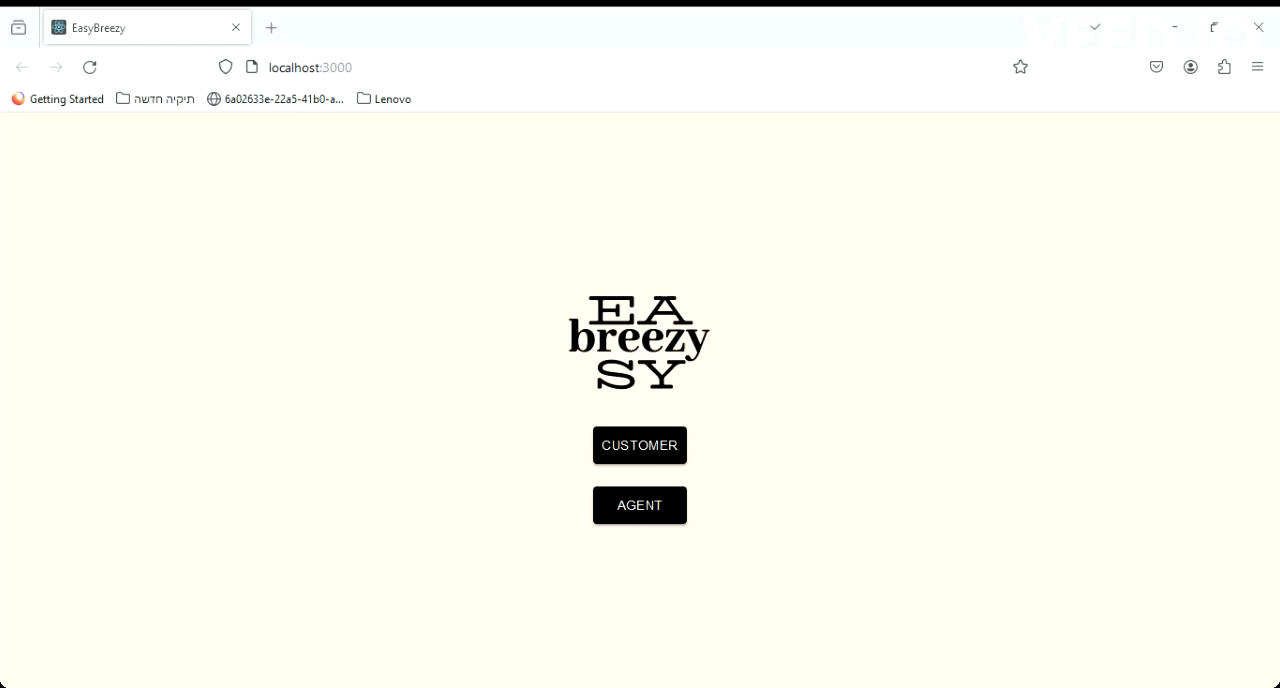 EasyBreezy
localhost:3000
Getting Started תיקיה חדשה 6a02633e-22a5-41b0-a... Lenovo
EA
breezy
SY
CUSTOMER
AGENT